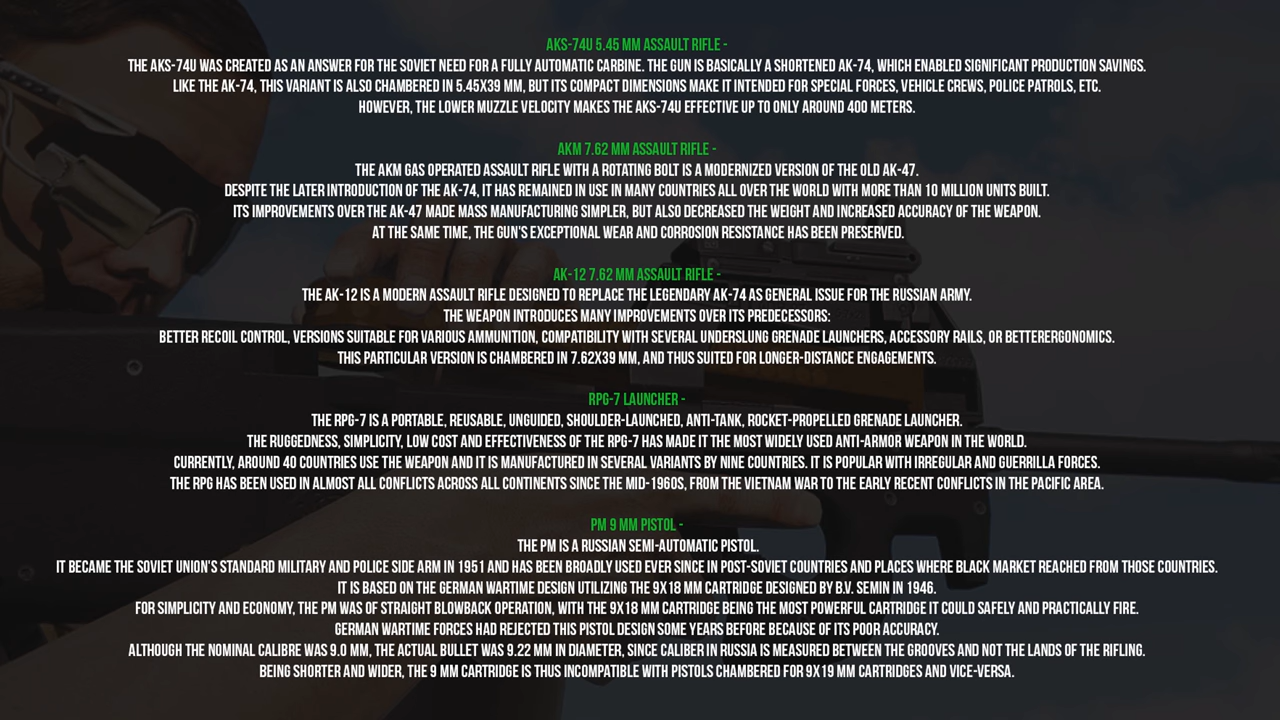 AKS-74U 5.45 MM ASSAULT RIFLE -
THE AKS-74U WAS CREATED AS AN ANSWER FOR THE SOVIET NEED FOR A FULLY AUTOMATIC CARBINE. THE GUN IS BASICALLY A SHORTENED AK-74, WHICH ENABLED SIGNIFICANT PRODUCTION SAVINGS.
LIKE THE AK-74, THIS VARIANT IS ALSO CHAMBERED IN 5.45X39 MM, BUT ITS COMPACT DIMENSIONS MAKE IT INTENDED FOR SPECIAL FORCES, VEHICLE CREWS, POLICE PATROLS, ETC.
HOWEVER, THE LOWER MUZZLE VELOCITY MAKES THE AKS-74U EFFECTIVE UP TO ONLY AROUND 400 METERS.
AKM 7.62 MM ASSAULT RIFLE -
THE AKM GAS OPERATED ASSAULT RIFLE WITH A ROTATING BOLT IS A MODERNIZED VERSION OF THE OLD AK-47.
DESPITE THE LATER INTRODUCTION OF THE AK-74, IT HAS REMAINED IN USE IN MANY COUNTRIES ALL OVER THE WORLD WITH MORE THAN 10 MILLION UNITS BUILT.
ITS IMPROVEMENTS OVER THE AK-47 MADE MASS MANUFACTURING SIMPLER, BUT ALSO DECREASED THE WEIGHT AND INCREASED ACCURACY OF THE WEAPON.
AT THE SAME TIME, THE GUN'S EXCEPTIONAL WEAR AND CORROSION RESISTANCE HAS BEEN PRESERVED.
AK-12 7.62 MM ASSAULT RIFLE -
THE AK-12 IS A MODERN ASSAULT RIFLE DESIGNED TO REPLACE THE LEGENDARY AK-74 AS GENERAL ISSUE FOR THE RUSSIAN ARMY.
THE WEAPON INTRODUCES MANY IMPROVEMENTS OVER ITS PREDECESSORS:
BETTER RECOIL CONTROL, VERSIONS SUITABLE FOR VARIOUS AMMUNITION, COMPATIBILITY WITH SEVERAL UNDERSLUNG GRENADE LAUNCHERS, ACCESSORY RAILS, OR BETTERERGONOMICS.
THIS PARTICULAR VERSION IS CHAMBERED IN 7.62X39 MM, AND THUS SUITED FOR LONGER-DISTANCE ENGAGEMENTS.
RPG-7 LAUNCHER -
THE RPG-7 IS A PORTABLE, REUSABLE, UNGUIDED, SHOULDER-LAUNCHED, ANTI-TANK, ROCKET-PROPELLED GRENADE LAUNCHER.
THE RUGGEDNESS, SIMPLICITY, LOW COST AND EFFECTIVENESS OF THE RPG-7 HAS MADE IT THE MOST WIDELY USED ANTI-ARMOR WEAPON IN THE WORLD.
CURRENTLY, AROUND 40 COUNTRIES USE THE WEAPON AND IT IS MANUFACTURED IN SEVERAL VARIANTS BY NINE COUNTRIES. IT IS POPULAR WITH IRREGULAR AND GUERRILLA FORCES.
THE RPG HAS BEEN USED IN ALMOST ALL CONFLICTS ACROSS ALL CONTINENTS SINCE THE MID-1960S, FROM THE VIETNAM WAR TO THE EARLY RECENT CONFLICTS IN THE PACIFIC AREA.
PM 9 MM PISTOL -
THE PM IS A RUSSIAN SEMI-AUTOMATIC PISTOL.
IT BECAME THE SOVIET UNION'S STANDARD MILITARY AND POLICE SIDE ARM IN 1951 AND HAS BEEN BROADLY USED EVER SINCE IN POST-SOVIET COUNTRIES AND PLACES WHERE BLACK MARKET REACHED FROM THOSE COUNTRIES.
IT IS BASED ON THE GERMAN WARTIME DESIGN UTILIZING THE 9X18 MM CARTRIDGE DESIGNED BY B.V. SEMIN IN 1946.
FOR SIMPLICITY AND ECONOMY, THE PM WAS OF STRAIGHT BLOWBACK OPERATION, WITH THE 9X18 MM CARTRIDGE BEING THE MOST POWERFUL CARTRIDGE IT COULD SAFELY AND PRACTICALLY FIRE.
GERMAN WARTIME FORCES HAD REJECTED THIS PISTOL DESIGN SOME YEARS BEFORE BECAUSE OF ITS POOR ACCURACY.
ALTHOUGH THE NOMINAL CALIBRE WAS 9.0 MM, THE ACTUAL BULLET WAS 9.22 MM IN DIAMETER, SINCE CALIBER IN RUSSIA IS MEASURED BETWEEN THE GROOVES AND NOT THE LANDS OF THE RIFLING.
BEING SHORTER AND WIDER, THE 9 MM CARTRIDGE IS THUS INCOMPATIBLE WITH PISTOLS CHAMBERED FOR 9X19 MM CARTRIDGES AND VICE-VERSA.